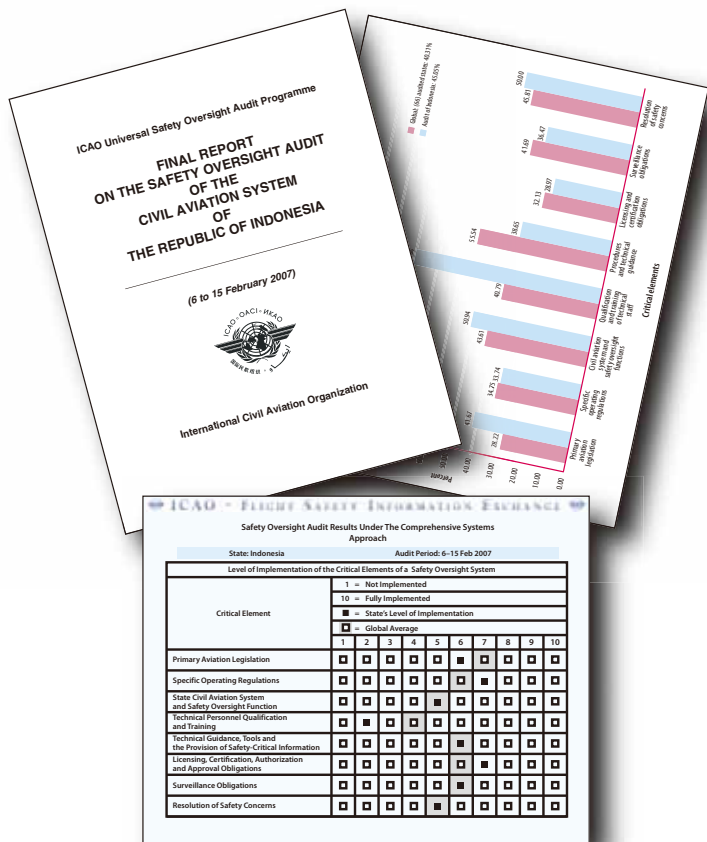 ICAO Universal Safety Oversight Audit Programme
FINAL REPORT
ON THE SAFETY OVERSIGHT AUDIT
OF THE
CIVIL AVIATION SYSTEM
OF
THE REPUBLIC OF INDONESIA
(6 to 15 February 2007)
ICAO • OACI • ИКАО
International Civil Aviation Organization
Global: (66) audited states: 40.31%
Audit of Indonesia: 45.05%
Percent
40.00
30.00
20.00
10.00
0.00
28.22
34.25
33.74
43.61
50.94
40.79
55.54
38.65
32.13
28.97
41.69
36.47
45.81
50.00
Primary
aviation
legislation
Specific
operating
regulations
Civil aviation
system and
safety oversight
functions
Qualification
and training
of technical
staff
Procedures
and technical
guidance
Licensing and
certification
obligations
Surveillance
obligations
Resolution
of safety
concerns
Critical elements
ICAO - FLIGHT SAFETY INFORMATION EXCHANGE
Safety Oversight Audit Results Under The Comprehensive Systems
Approach
State: Indonesia Audit Period: 6–15 Feb 2007
Level of Implementation of the Critical Elements of a Safety Oversight System
Critical Element
1 = Not Implemented
10 = Fully Implemented
= State's Level of Implementation
= Global Average
1 2 3 4 5 6 7 8 9 10
Primary Aviation Legislation
Specific Operating Regulations
State Civil Aviation System
and Safety Oversight Function
Technical Personnel Qualification
and Training
Technical Guidance, Tools and
the Provision of Safety-Critical Information
Licensing, Certification, Authorization
and Approval Obligations
Surveillance Obligations
Resolution of Safety Concerns